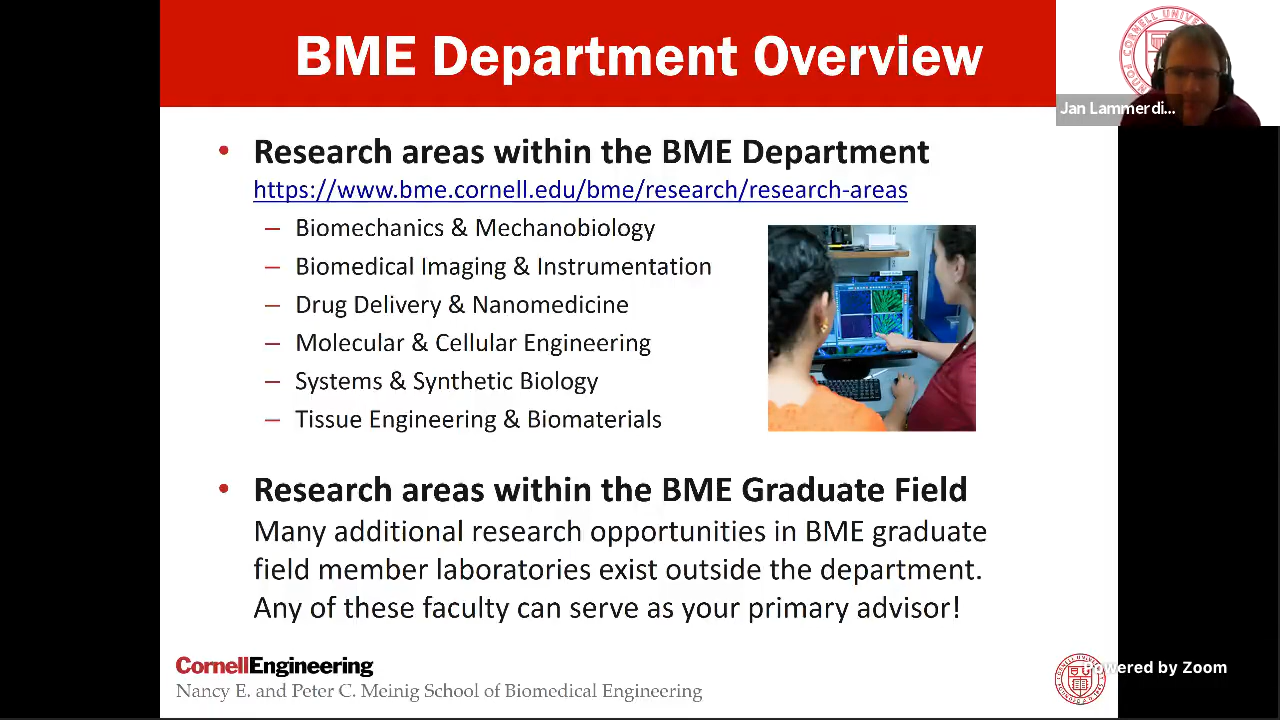 BME Department Overview
Jan Lammerdi...
• Research areas within the BME Department
https://www.bme.cornell.edu/bme/research/research-areas
– Biomechanics & Mechanobiology
– Biomedical Imaging & Instrumentation
– Drug Delivery & Nanomedicine
– Molecular & Cellular Engineering
– Systems & Synthetic Biology
– Tissue Engineering & Biomaterials
• Research areas within the BME Graduate Field
Many additional research opportunities in BME graduate
field member laboratories exist outside the department.
Any of these faculty can serve as your primary advisor!
CornellEngineering
Nancy E. and Peter C. Meinig School of Biomedical Engineering
Powered by Zoom